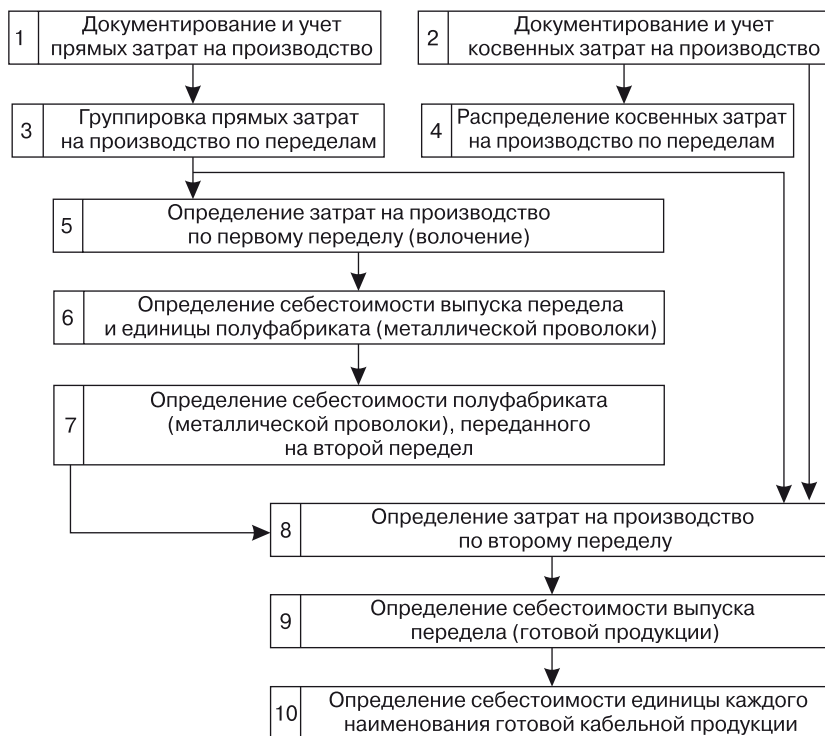 1
Документирование и учет
прямых затрат на производство
2
Документирование и учет
косвенных затрат на производство
3
Группировка прямых затрат
на производство по переделам
4
Распределение косвенных затрат
на производство по переделам
5
Определение затрат на производство
по первому переделу (волочение)
6
Определение себестоимости выпуска передела
и единицы полуфабриката (металлической проволоки)
7
Определение себестоимости полуфабриката
(металлической проволоки), переданного
на второй передел
8
Определение затрат на производство
по второму переделу
9
Определение себестоимости выпуска
передела (готовой продукции)
10
Определение себестоимости единицы каждого
наименования готовой кабельной продукции